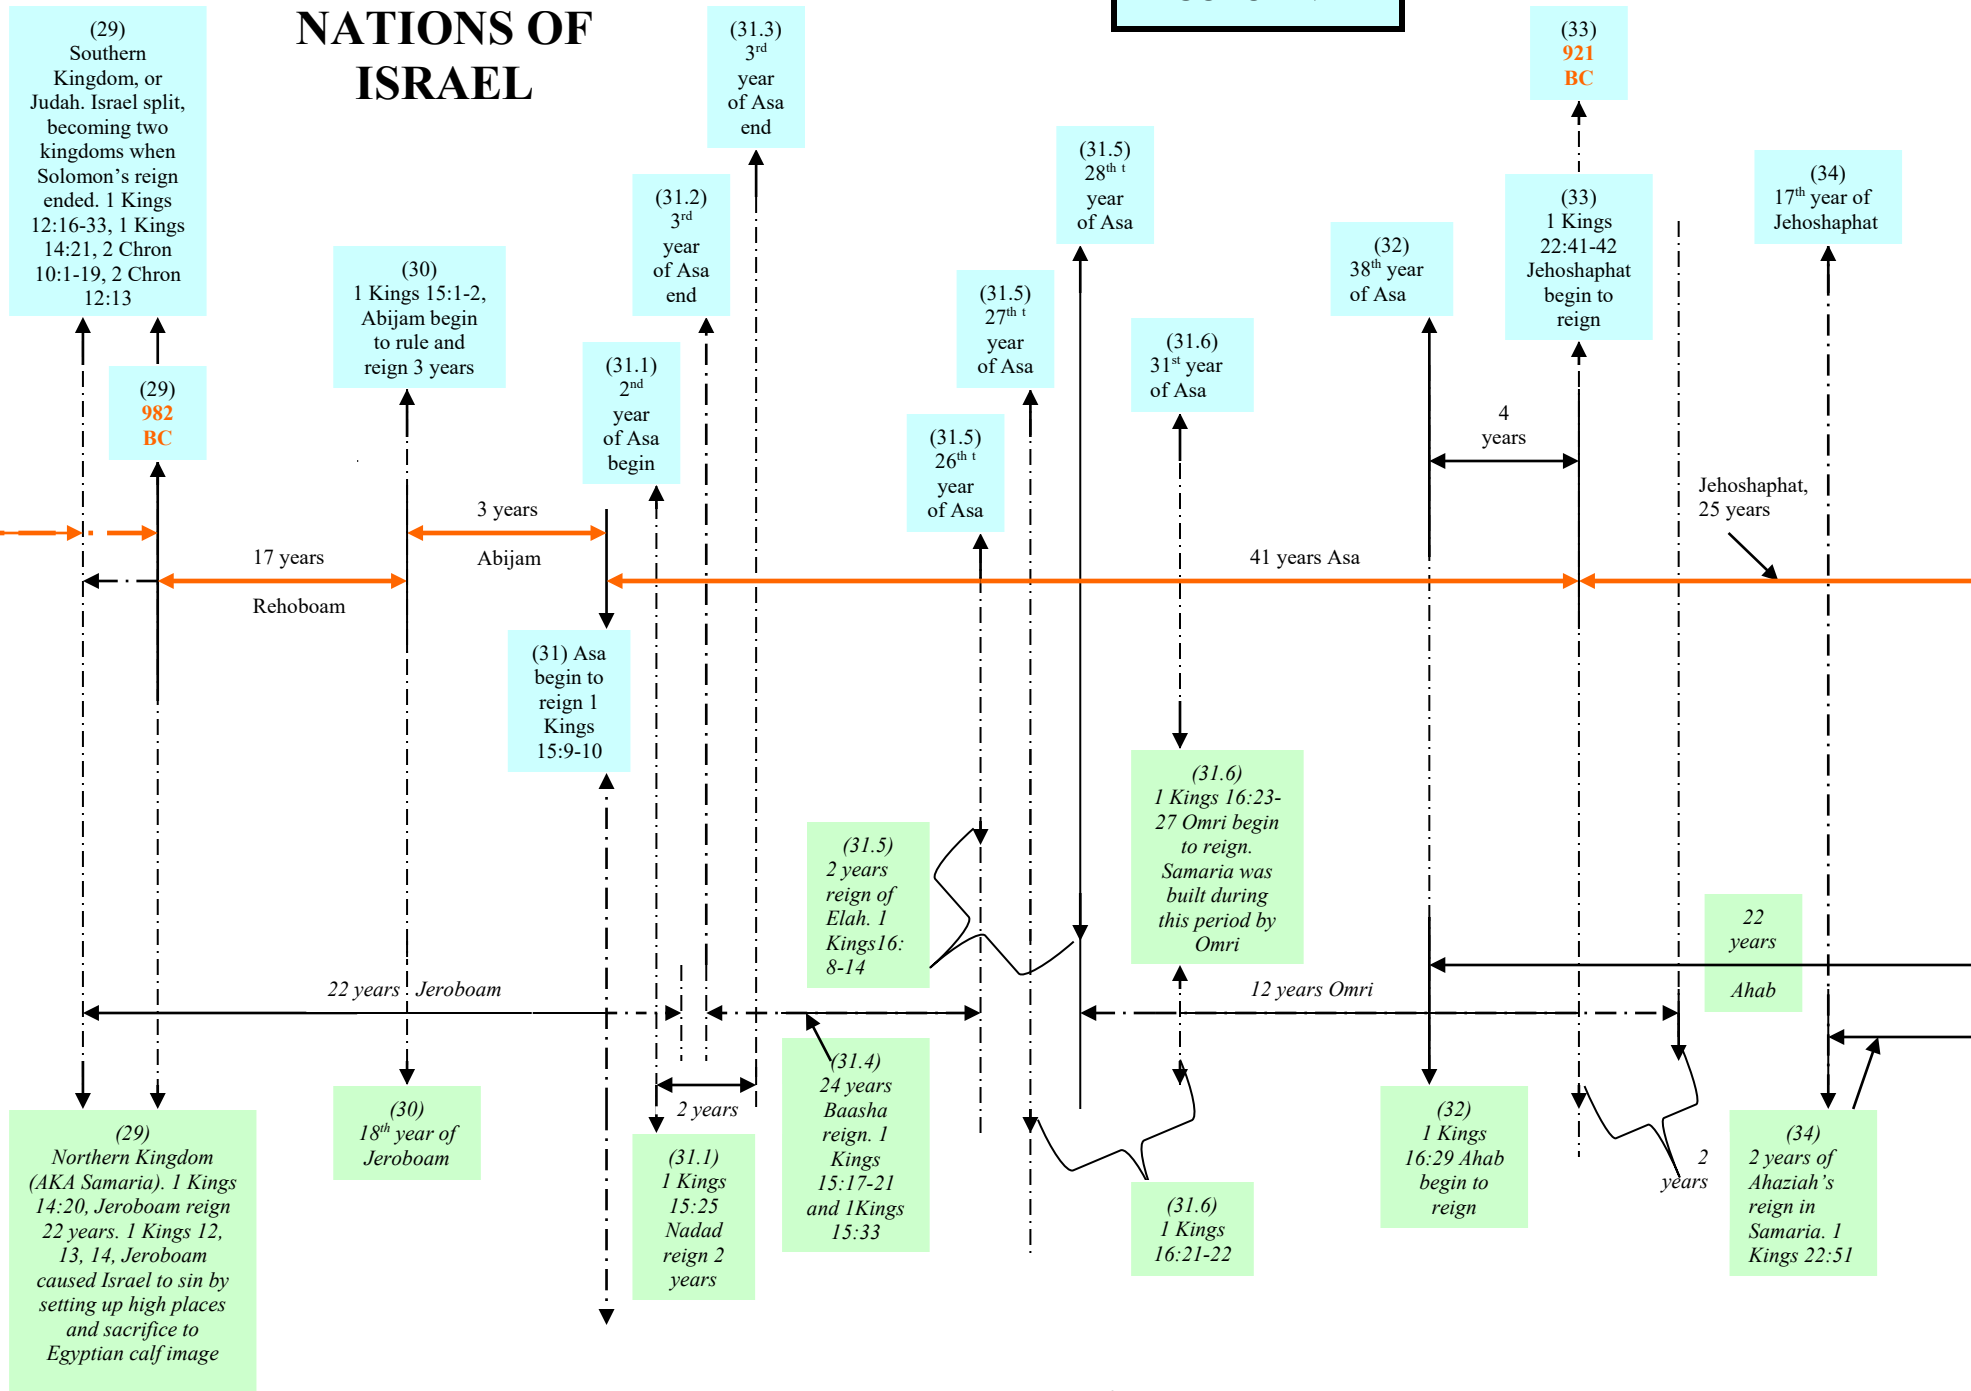 NATIONS OF
ISRAEL
(29)
Southern
Kingdom, or
Judah. Israel split,
becoming two
kingdoms when
Solomon's reign
ended. 1 Kings
12:16-33, 1 Kings
14:21, 2 Chron
10:1-19, 2 Chron
12:13
(29)
982
BC
(30)
1 Kings 15:1-2,
Abijam begin
to rule and
reign 3 years
(31.1)
2nd
year
of Asa
begin
(31.2)
3rd
year
of Asa
end
(31.3)
3rd
year
of Asa
end
(31.5)
26th t
year
of Asa
(31.5)
27th t
year
of Asa
(31.5)
28th t
year
of Asa
(31.6)
31st year
of Asa
(32)
38th year
of Asa
(33)
921
BC
(33)
1 Kings
22:41-42
Jehoshaphat
begin to
reign
(34)
17th year of
Jehoshaphat
4
years
Jehoshaphat,
25 years
17 years
Rehoboam
3 years
Abijam
41 years Asa
(31) Asa
begin to
reign 1
Kings
15:9-10
22 years Jeroboam
2 years
12 years Omri
22
years
Ahab
2
years
(29)
Northern Kingdom
(AKA Samaria). 1 Kings
14:20, Jeroboam reign
22 years. 1 Kings 12,
13, 14, Jeroboam
caused Israel to sin by
setting up high places
and sacrifice to
Egyptian calf image
(30)
18th year of
Jeroboam
(31.1)
1 Kings
15:25
Nadad
reign 2
years
(31.4)
24 years
Baasha
reign. 1
Kings
15:17-21
and 1Kings
15:33
(31.5)
2 years
reign of
Elah. 1
Kings16:
8-14
(31.6)
1 Kings 16:23-
27 Omri begin
to reign.
Samaria was
built during
this period by
Omri
(31.6)
1 Kings
16:21-22
(32)
1 Kings
16:29 Ahab
begin to
reign
(34)
2 years of
Ahaziah's
reign in
Samaria. 1
Kings 22:51